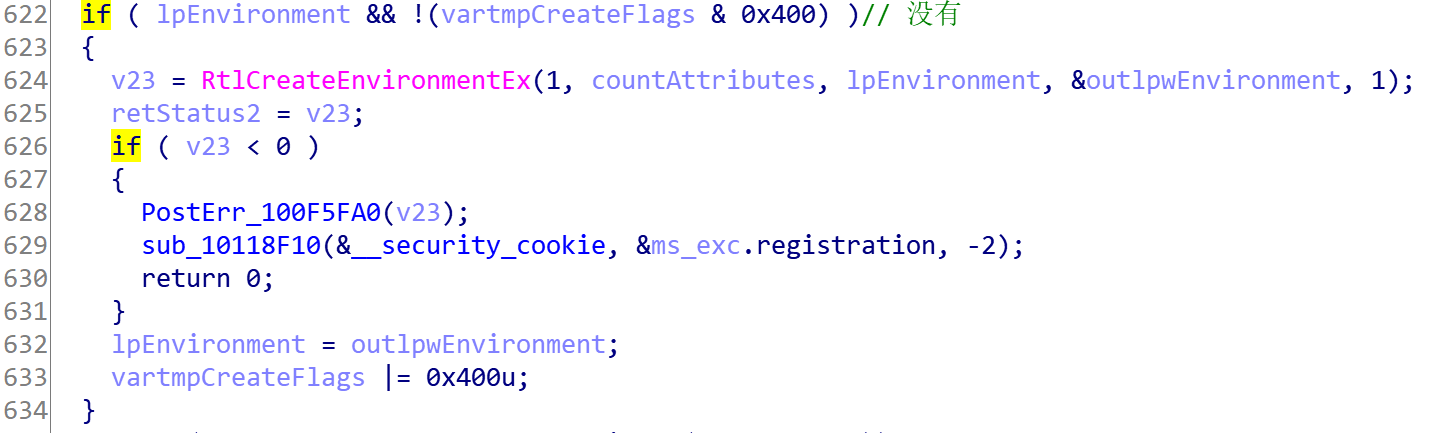 622 if ( lpEnvironment && !(vartmpCreateFlags & 0x400) )// 没有
623 {
624 v23 = RtlCreateEnvironmentEx(1, countAttributes, lpEnvironment, &outlpwEnvironment, 1);
625 retStatus2 = v23;
626 if ( v23 < 0 )
627 {
628 PostErr_100F5FA0(v23);
629 sub_10118F10(&__security_cookie, &ms_exc.registration, -2);
630 return 0;
631 }
632 lpEnvironment = outlpwEnvironment;
633 vartmpCreateFlags |= 0x400u;
634 }